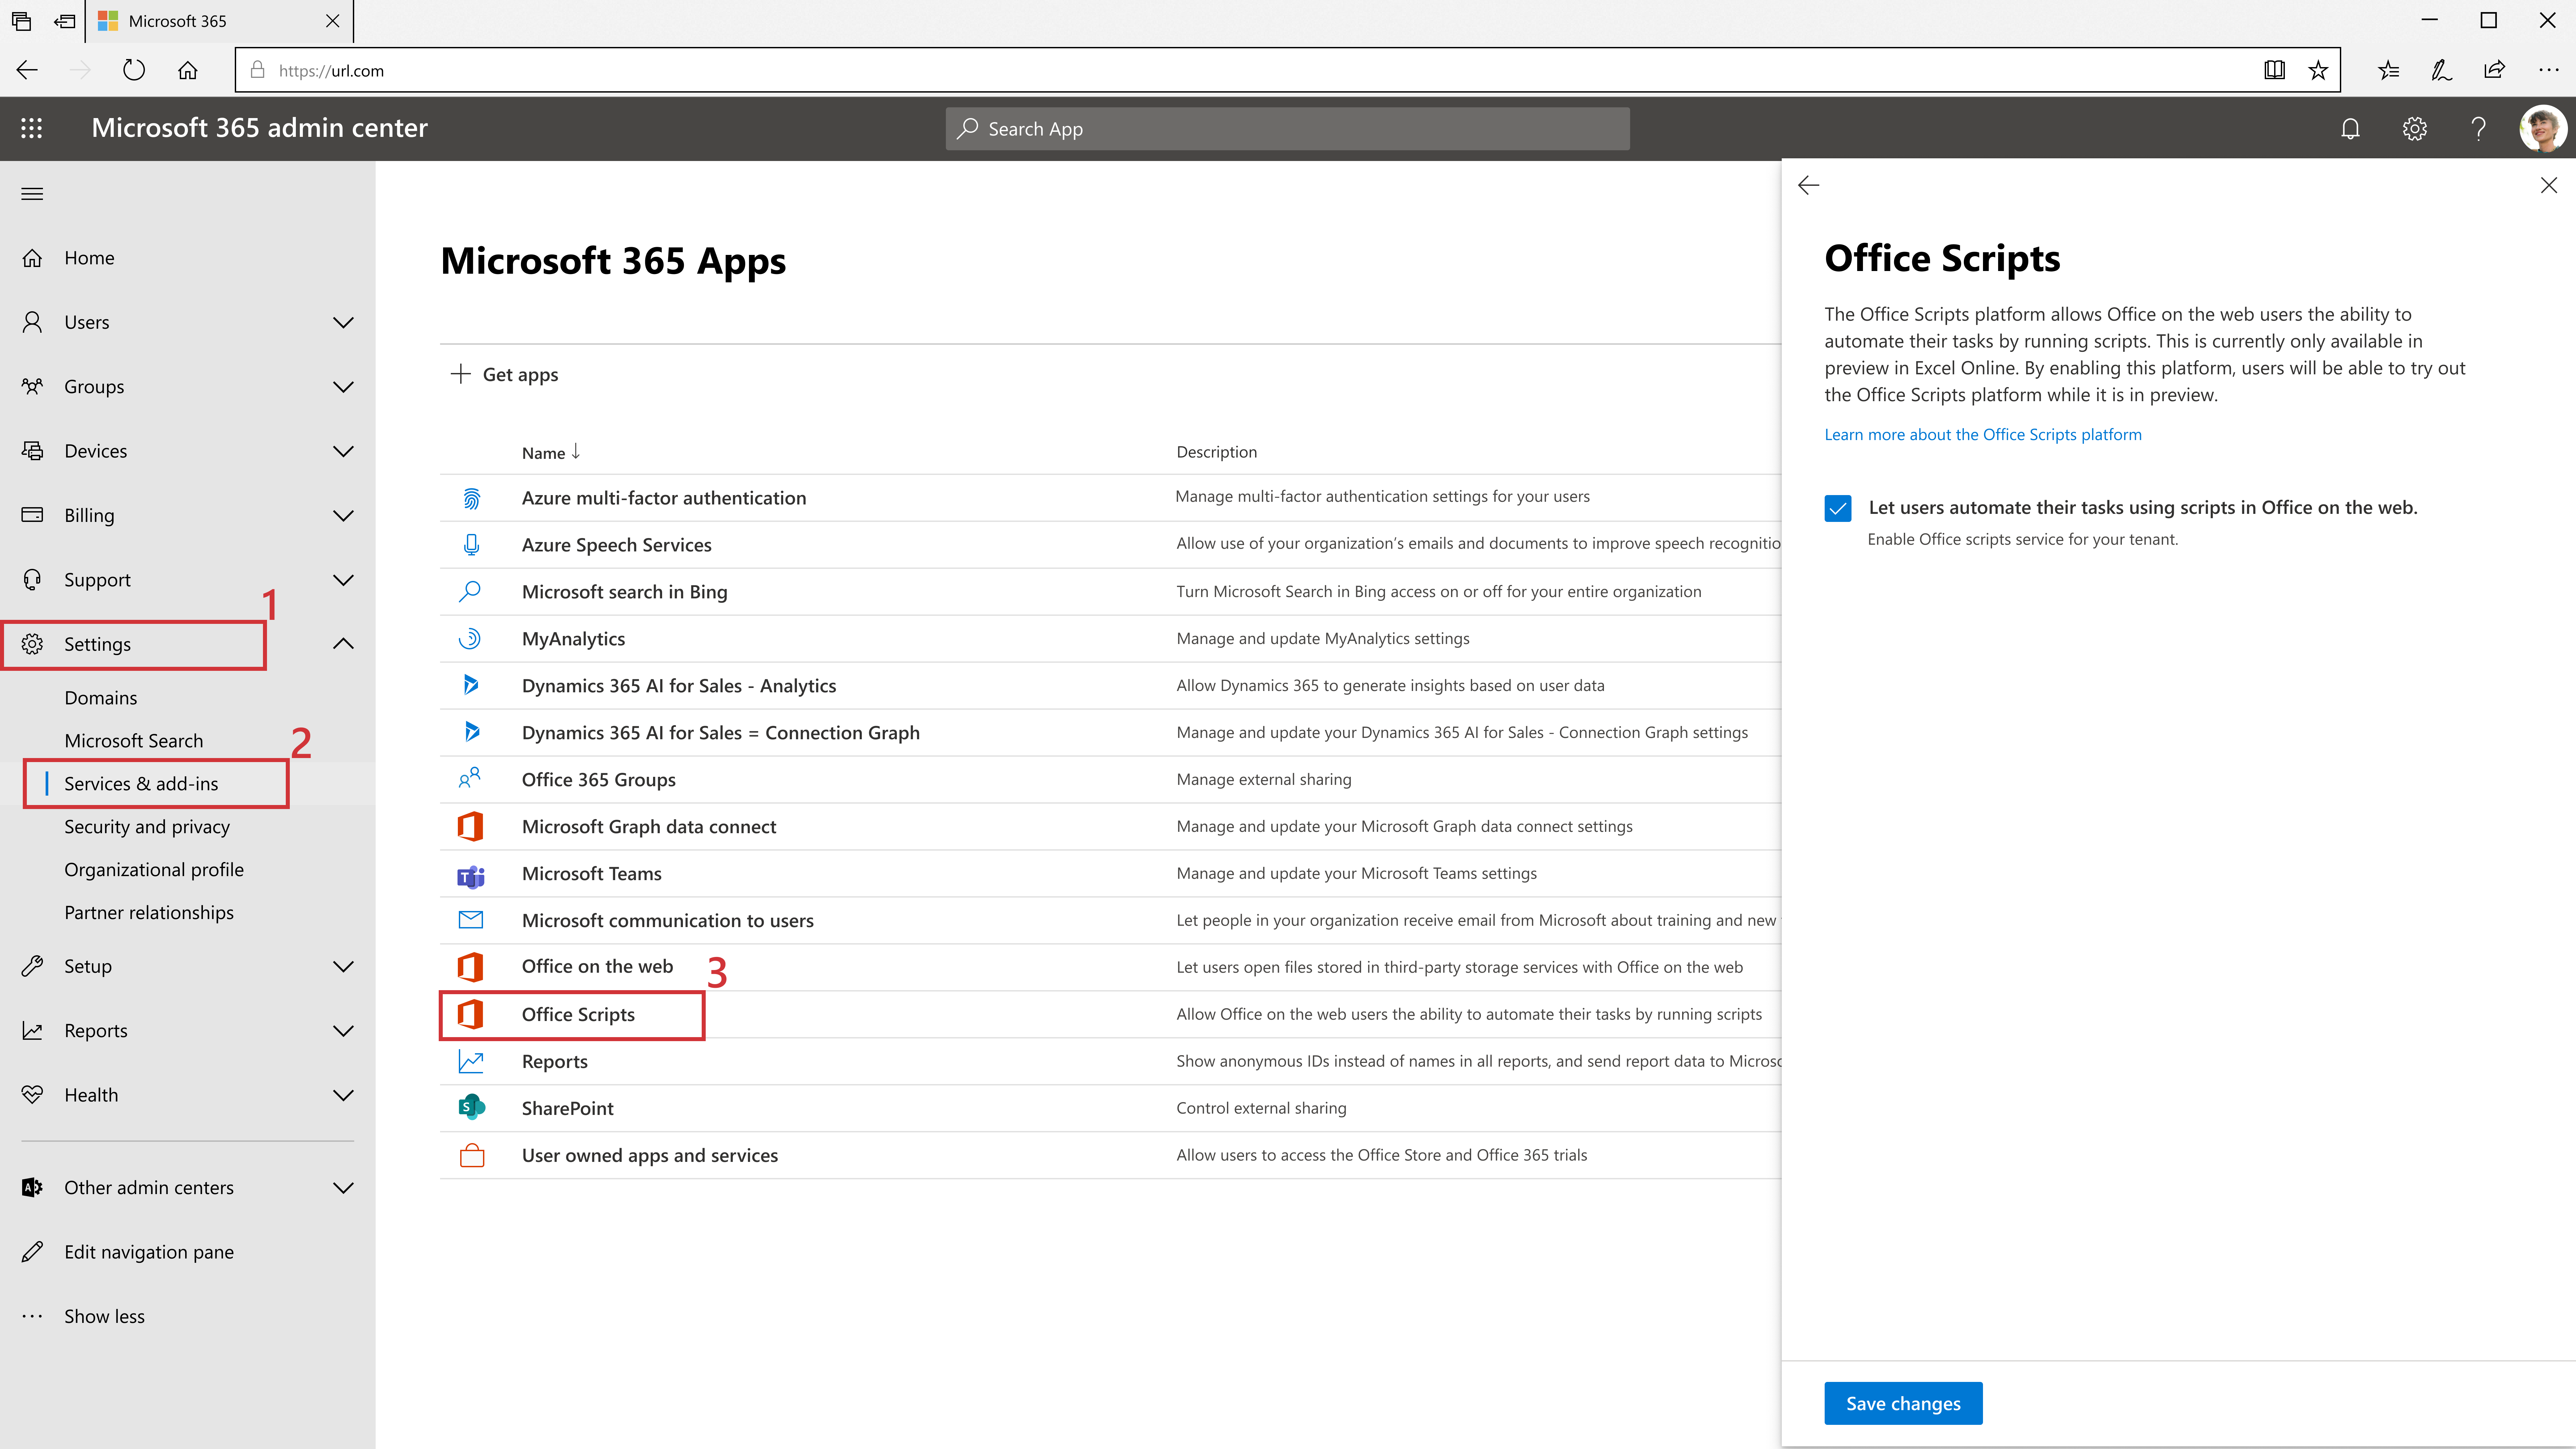 Microsoft 365
https://url.com
Microsoft 365 admin center
Search App
Home
Users
Groups
Devices
Billing
Support
1
Settings
Domains
Microsoft Search
2
Services & add-ins
Security and privacy
Organizational profile
Partner relationships
Setup
Reports
Health
Other admin centers
Edit navigation pane
Show less
Microsoft 365 Apps
Get apps
Name Description
Azure multi-factor authentication Manage multi-factor authentication settings for your users
Azure Speech Services Allow use of your organization's emails and documents to improve speech recognitio
Microsoft search in Bing Turn Microsoft Search in Bing access on or off for your entire organization
MyAnalytics Manage and update MyAnalytics settings
Dynamics 365 AI for Sales - Analytics Allow Dynamics 365 to generate insights based on user data
Dynamics 365 AI for Sales = Connection Graph Manage and update your Dynamics 365 AI for Sales - Connection Graph settings
Office 365 Groups Manage external sharing
Microsoft Graph data connect Manage and update your Microsoft Graph data connect settings
Microsoft Teams Manage and update your Microsoft Teams settings
Microsoft communication to users Let people in your organization receive email from Microsoft about training and new
Office on the web 3 Let users open files stored in third-party storage services with Office on the web
Office Scripts Allow Office on the web users the ability to automate their tasks by running scripts
Reports Show anonymous IDs instead of names in all reports, and send report data to Microso
SharePoint Control external sharing
User owned apps and services Allow users to access the Office Store and Office 365 trials
Office Scripts
The Office Scripts platform allows Office on the web users the ability to
automate their tasks by running scripts. This is currently only available in
preview in Excel Online. By enabling this platform, users will be able to try out
the Office Scripts platform while it is in preview.
Learn more about the Office Scripts platform
Let users automate their tasks using scripts in Office on the web.
Enable Office scripts service for your tenant.
Save changes